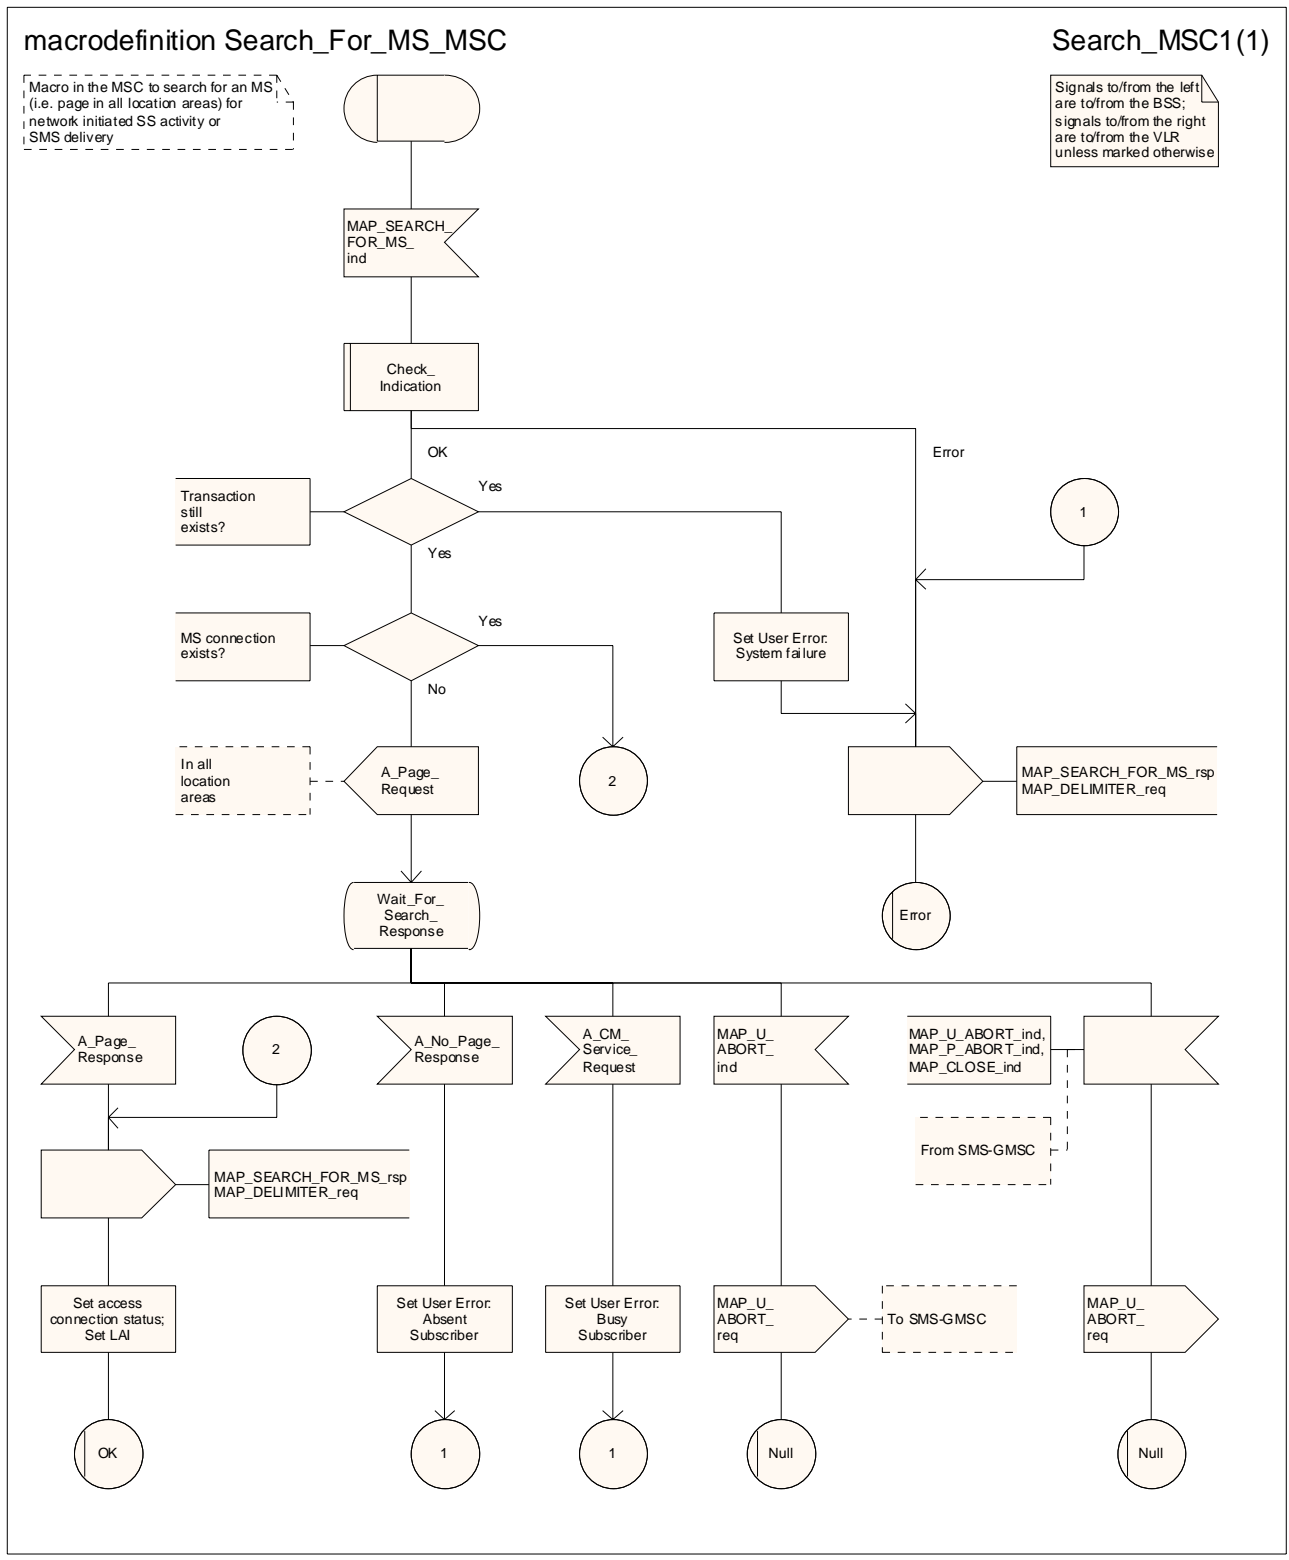 macrodefinition Search_For_MS_MSC
Search_MSC1(1)
Macro in the MSC to search for an MS
(i.e. page in all location areas) for
network initiated SS activity or
SMS delivery
Signals to/from the left
are to/from the BSS;
signals to/from the right
are to/from the VLR
unless marked otherwise
MAP_SEARCH_
FOR_MS_
ind
Check_
Indication
OK
Error
Transaction
still
exists?
Yes
Yes
1
MS connection
exists?
Yes
No
Set User Error:
System failure
In all
location
areas
A_Page_
Request
2
MAP_SEARCH_FOR_MS_rsp
MAP_DELIMITER_req
Wait_For_
Search_
Response
Error
A_Page_
Response
2
A_No_Page_
Response
A_CM_
Service_
Request
MAP_U_
ABORT_
ind
MAP_U_ABORT_ind,
MAP_P_ABORT_ind,
MAP_CLOSE_ind
From SMS-GMSC
MAP_SEARCH_FOR_MS_rsp
MAP_DELIMITER_req
Set access
connection status;
Set LAI
Set User Error:
Absent
Subscriber
Set User Error:
Busy
Subscriber
MAP_U_
ABORT_
req
To SMS-GMSC
MAP_U_
ABORT_
req
OK
1
1
Null
Null